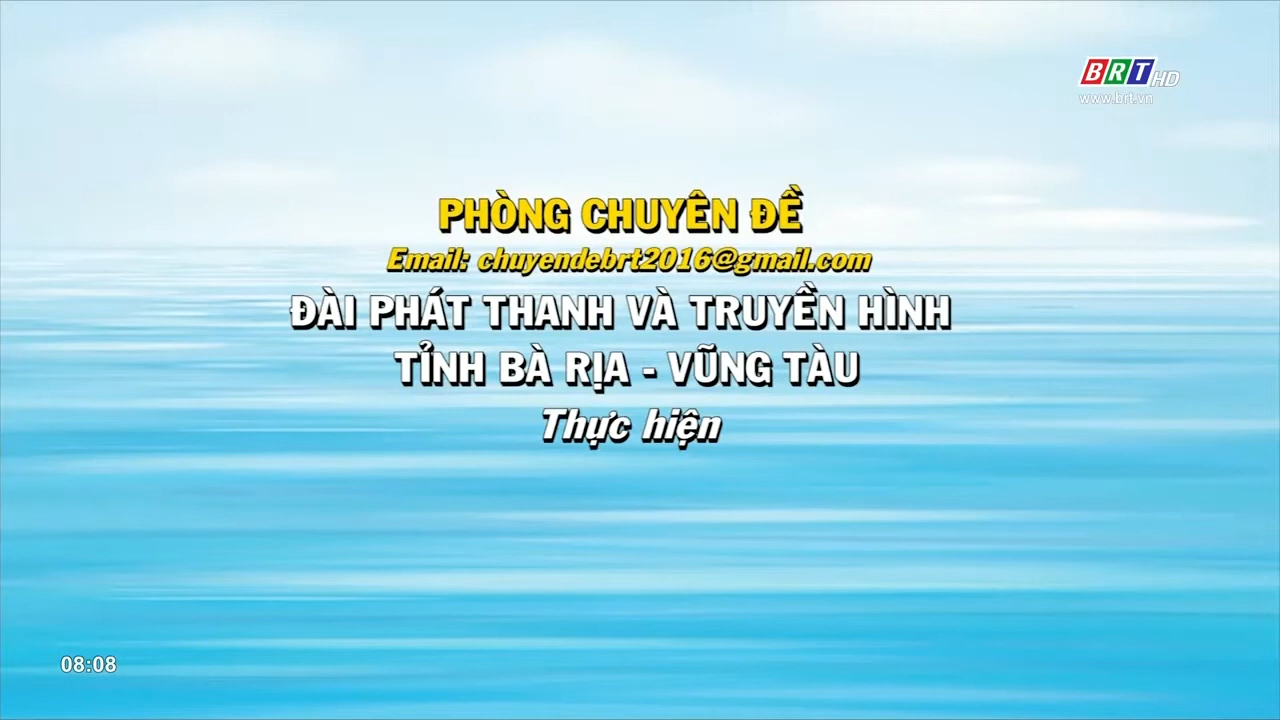 BRT HD
www.brt.vn
PHÒNG CHUYÊN ĐỀ
Email: chuyendebrt2016@gmail.com
ĐÀI PHÁT THANH VÀ TRUYỀN HÌNH
TỈNH BÀ RỊA - VŨNG TÀU
Thực hiện
08:08